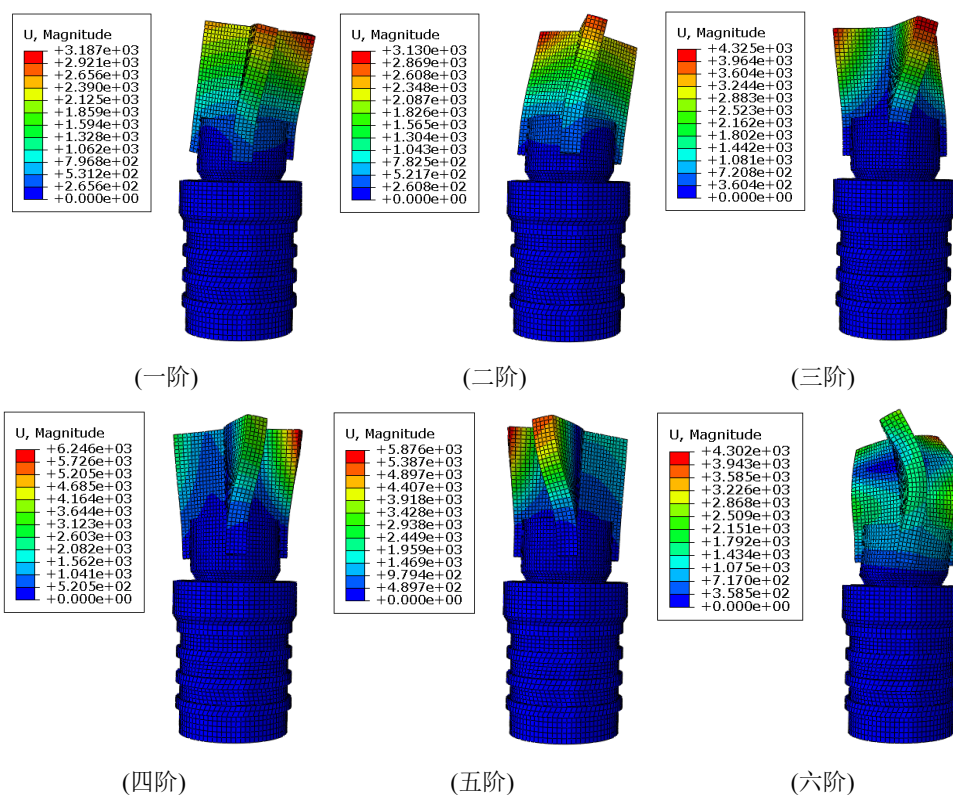 U, Magnitude
+3.187e+03
+2.921e+03
+2.656e+03
+2.390e+03
+2.125e+03
+1.859e+03
+1.594e+03
+1.328e+03
+1.062e+03
+7.968e+02
+5.312e+02
+2.656e+02
+0.000e+00
(一阶)
U, Magnitude
+3.130e+03
+2.869e+03
+2.608e+03
+2.348e+03
+2.087e+03
+1.826e+03
+1.565e+03
+1.304e+03
+1.043e+03
+7.825e+02
+5.217e+02
+2.608e+02
+0.000e+00
(二阶)
U, Magnitude
+4.325e+03
+3.964e+03
+3.604e+03
+3.244e+03
+2.883e+03
+2.523e+03
+2.162e+03
+1.802e+03
+1.442e+03
+1.081e+03
+7.208e+02
+3.604e+02
+0.000e+00
(三阶)
U, Magnitude
+6.246e+03
+5.726e+03
+5.205e+03
+4.685e+03
+4.164e+03
+3.644e+03
+3.123e+03
+2.603e+03
+2.082e+03
+1.562e+03
+1.041e+03
+5.205e+02
+0.000e+00
(四阶)
U, Magnitude
+5.876e+03
+5.387e+03
+4.897e+03
+4.407e+03
+3.918e+03
+3.428e+03
+2.938e+03
+2.449e+03
+1.959e+03
+1.469e+03
+9.794e+02
+4.897e+02
+0.000e+00
(五阶)
U, Magnitude
+4.302e+03
+3.943e+03
+3.585e+03
+3.226e+03
+2.868e+03
+2.509e+03
+2.151e+03
+1.792e+03
+1.434e+03
+1.075e+03
+7.170e+02
+3.585e+02
+0.000e+00
(六阶)